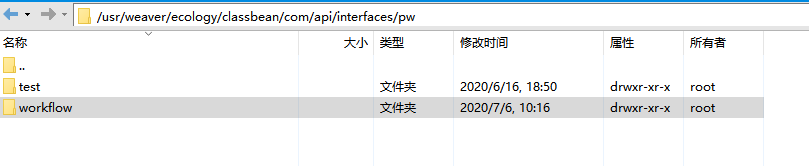 /usr/weaver/ecology/classbean/com/api/interfaces/pw
名称 大小 类型 修改时间 属性 所有者
..
test 文件夹 2020/6/16, 18:50 drwxr-xr-x root
workflow 文件夹 2020/7/6, 10:16 drwxr-xr-x root